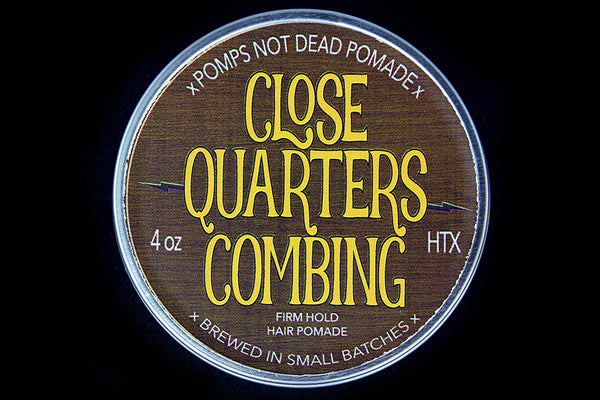 x POMPS NOT DEAD POMADE x
CLOSE
QUARTERS
4 oz
HTX
COMBING
FIRM HOLD
HAIR POMADE
x BREWED IN SMALL BATCHES x